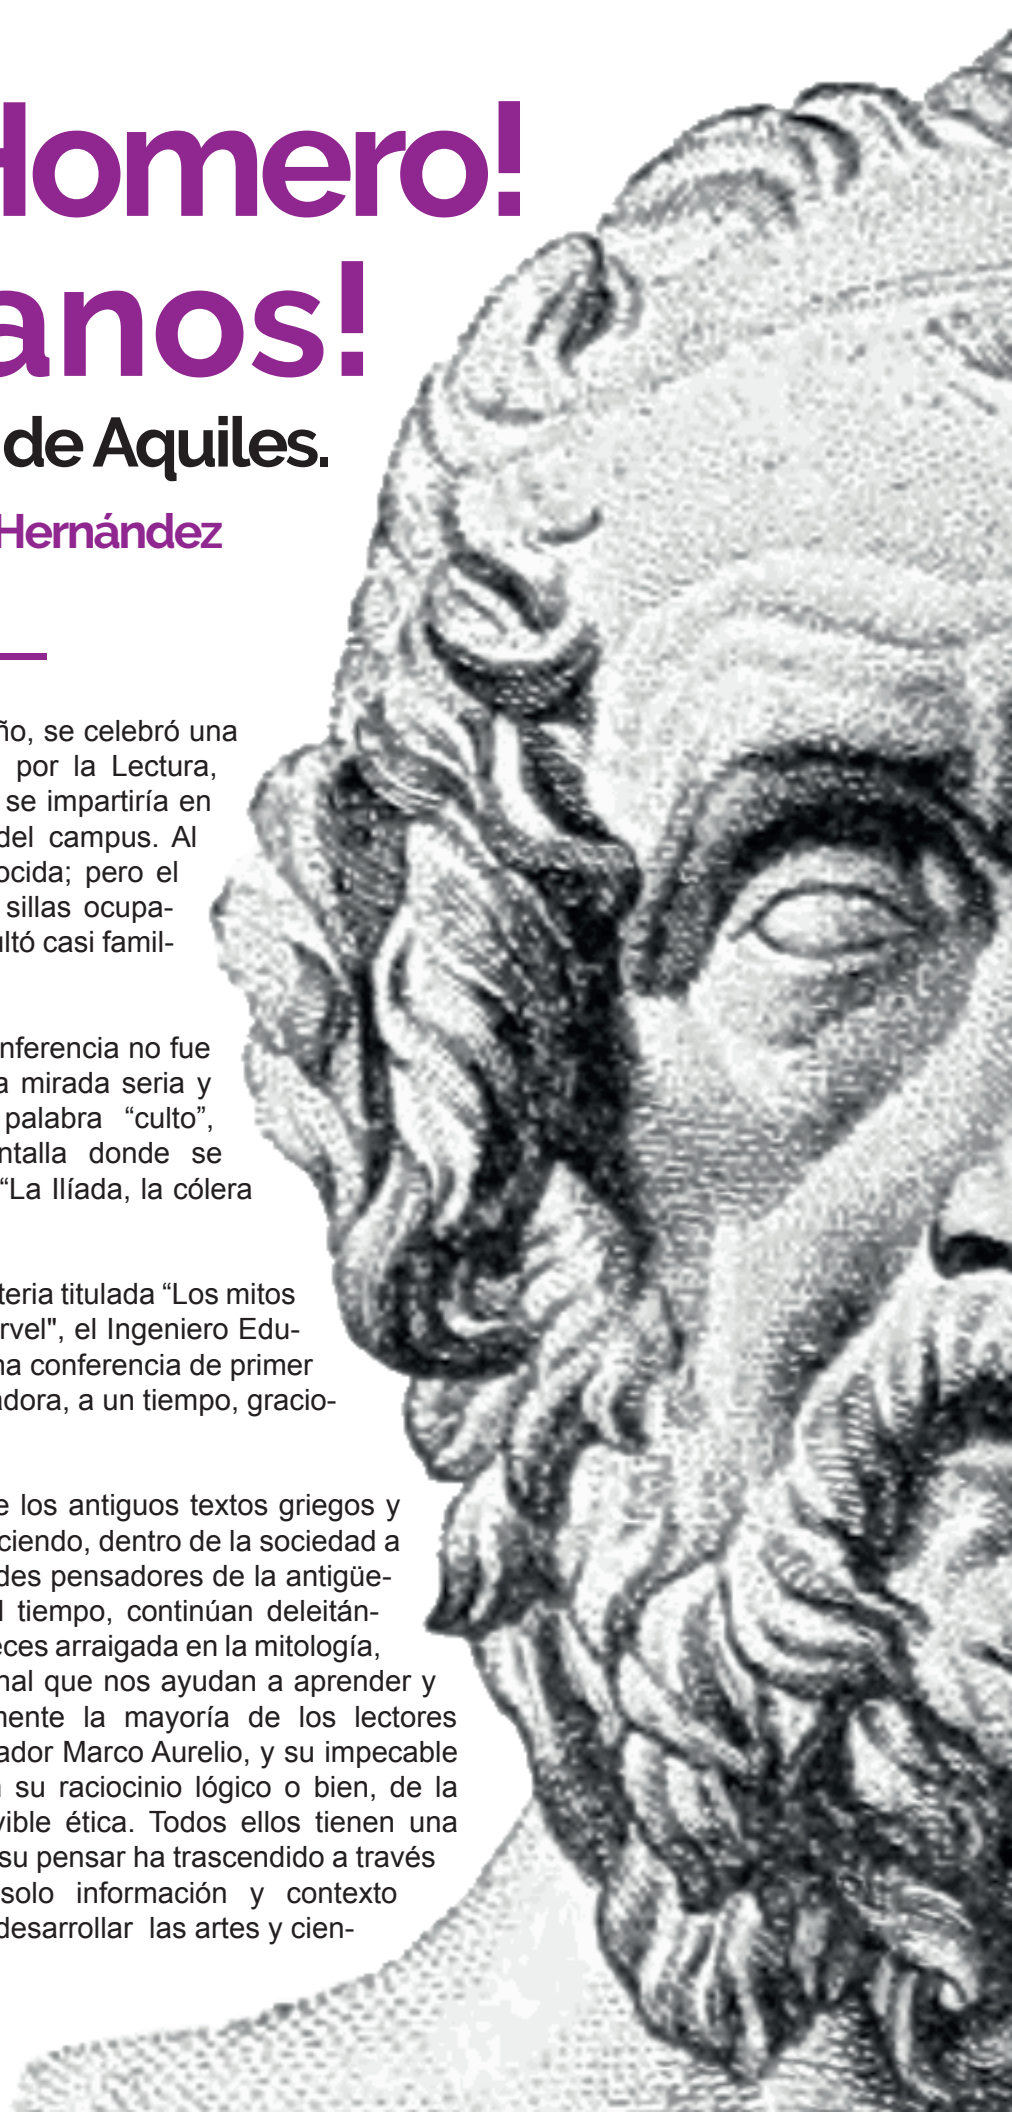 Homero!
anos!
de Aquiles.
Hernández
ño, se celebró una
por la Lectura,
se impartiría en
del campus. Al
ocida; pero el
sillas ocupa-
ultó casi famil-
nferencia no fue
a mirada seria y
palabra “culto”,
ntalla donde se
“La Ilíada, la cólera
teria titulada “Los mitos
rvel", el Ingeniero Edu-
na conferencia de primer
adora, a un tiempo, gracio-
e los antiguos textos griegos y
ciendo, dentro de la sociedad a
des pensadores de la antigüe-
l tiempo, continúan deleitán-
eces arraigada en la mitología,
nal que nos ayudan a aprender y
mente la mayoría de los lectores
ador Marco Aurelio, y su impecable
n su raciocinio lógico o bien, de la
vible ética. Todos ellos tienen una
su pensar ha trascendido a través
solo información y contexto
desarrollar las artes y cien-